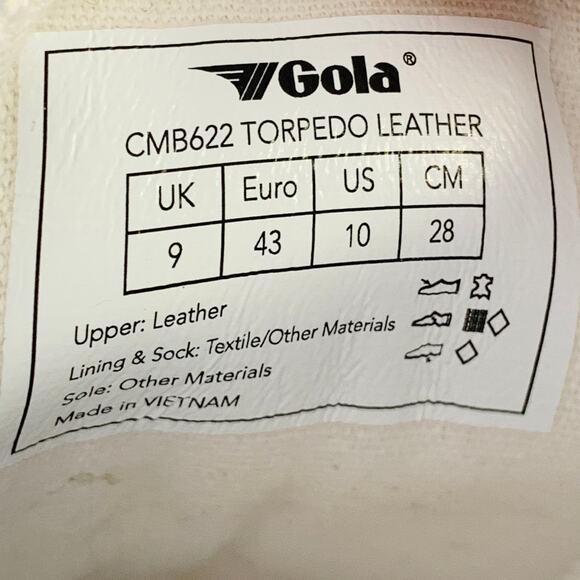 Gola®
CMB622 TORPEDO LEATHER
UK Euro US CM
9 43 10 28
Upper: Leather
Lining & Sock: Textile/Other Materials
Sole: Other Materials
Made in VIETNAM